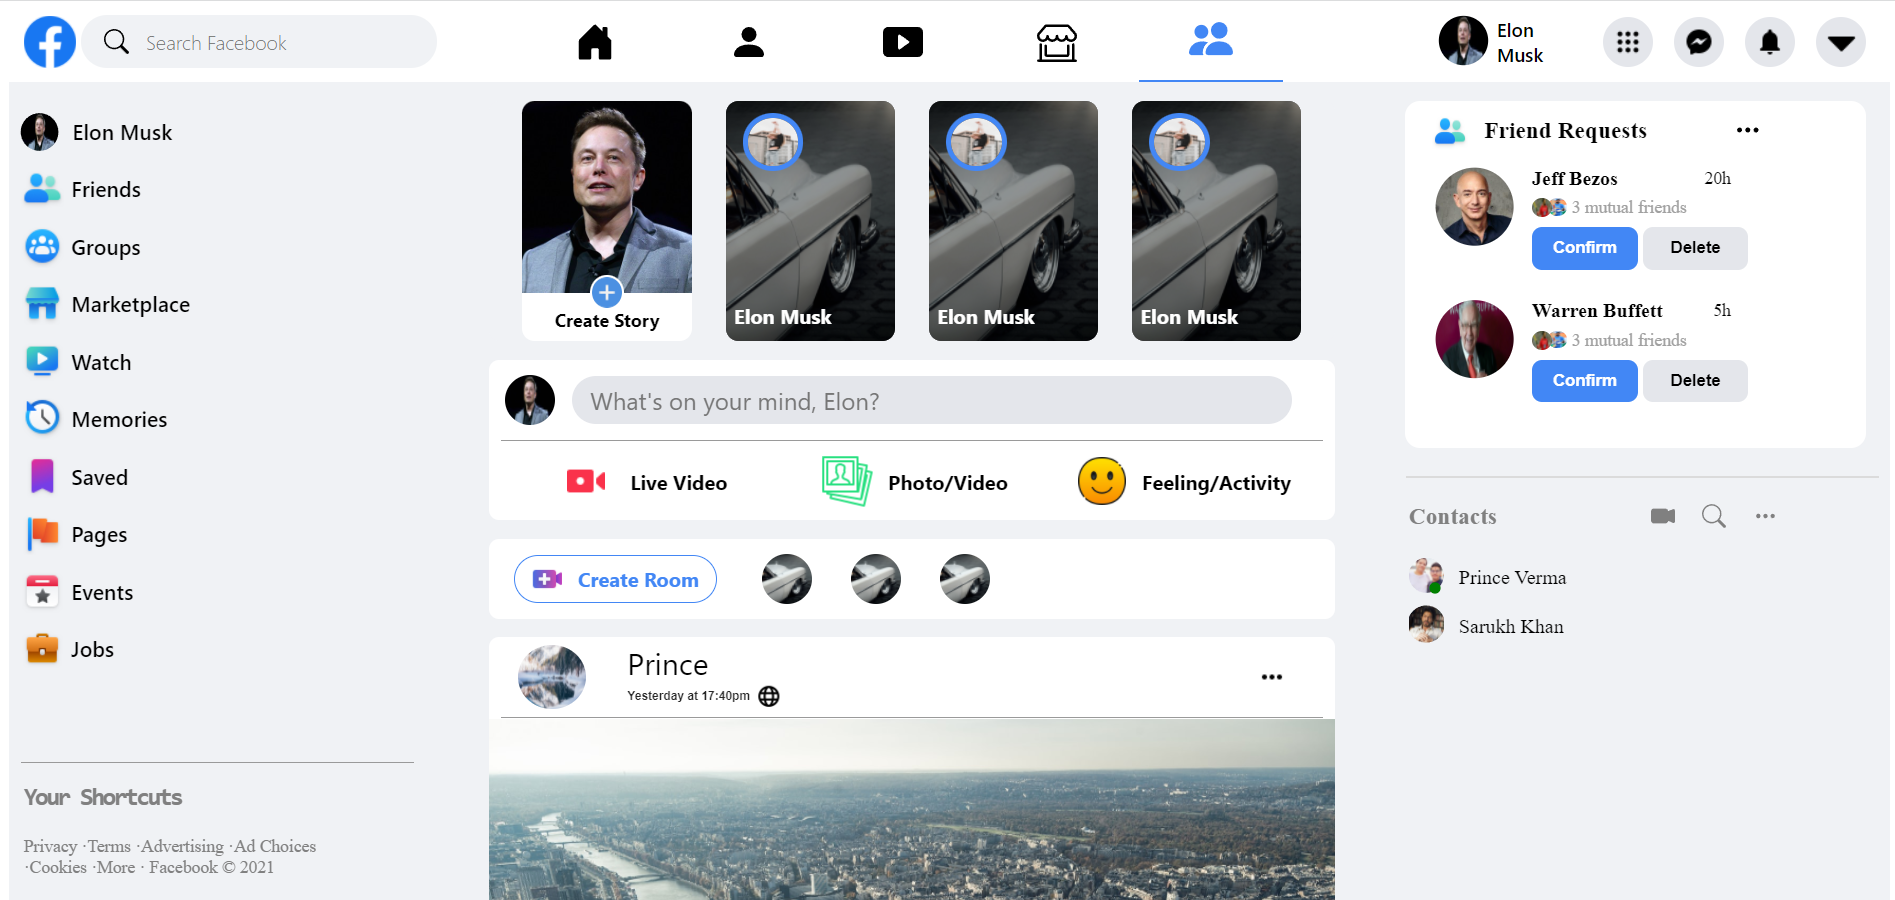 Search Facebook
Elon
Musk
Elon Musk
Friends
Groups
Marketplace
Watch
Memories
Saved
Pages
Events
Jobs
Your Shortcuts
Privacy ·Terms ·Advertising ·Ad Choices
·Cookies ·More · Facebook © 2021
Create Story
Elon Musk
Elon Musk
Elon Musk
What's on your mind, Elon?
Live Video
Photo/Video
Feeling/Activity
Create Room
Prince
Yesterday at 17:40pm
Friend Requests
Jeff Bezos 20h
3 mutual friends
Confirm Delete
Warren Buffett 5h
3 mutual friends
Confirm Delete
Contacts
Prince Verma
Sarukh Khan